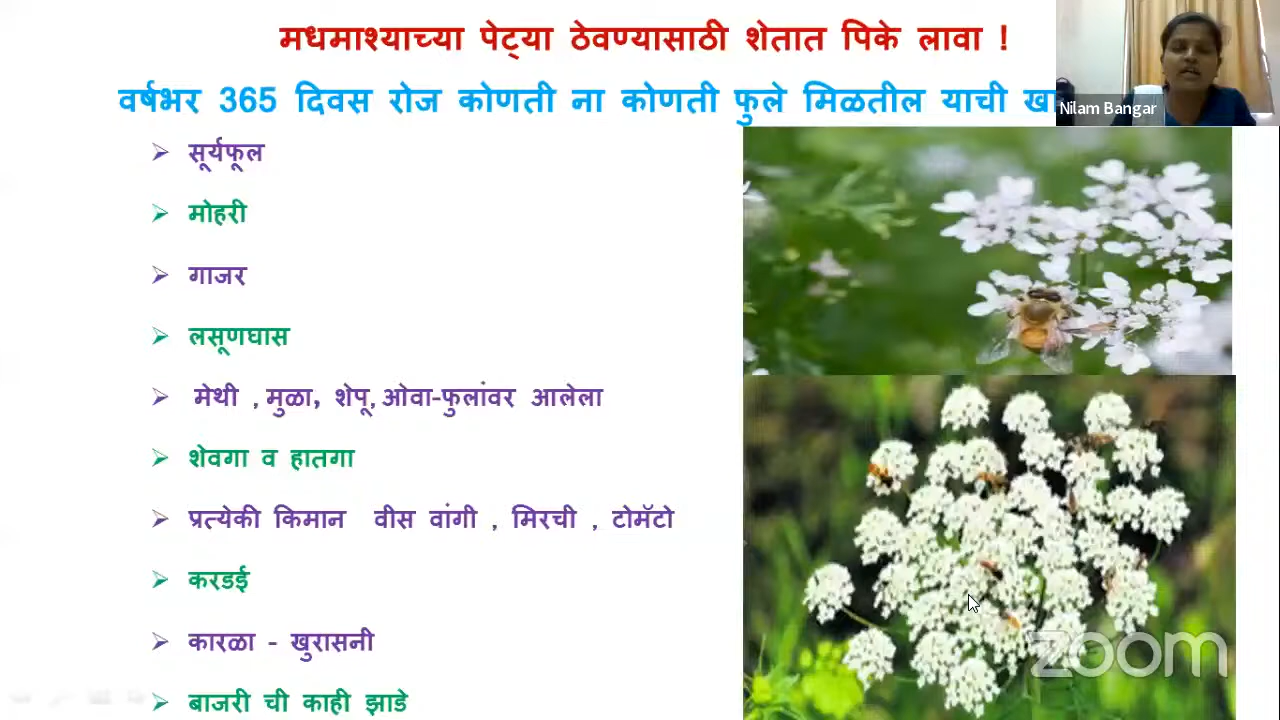 मधमाश्याच्या पेट्या ठेवण्यासाठी शेतात पिके लावा !
वर्षभर 365 दिवस रोज कोणती ना कोणती फुले मिळतील याची
Nilam Bangar
➢ सूर्यफूल
➢ मोहरी
➢ गाजर
➢ लसूणघास
➢ मेथी , मुळा, शेपू, ओवा-फुलांवर आलेला
➢ शेवगा व हातगा
➢ प्रत्येकी किमान वीस वांगी , मिरची , टोमॅटो
➢ करडई
➢ कारळा - खुरासनी
➢ बाजरी ची काही झाडे
zoom